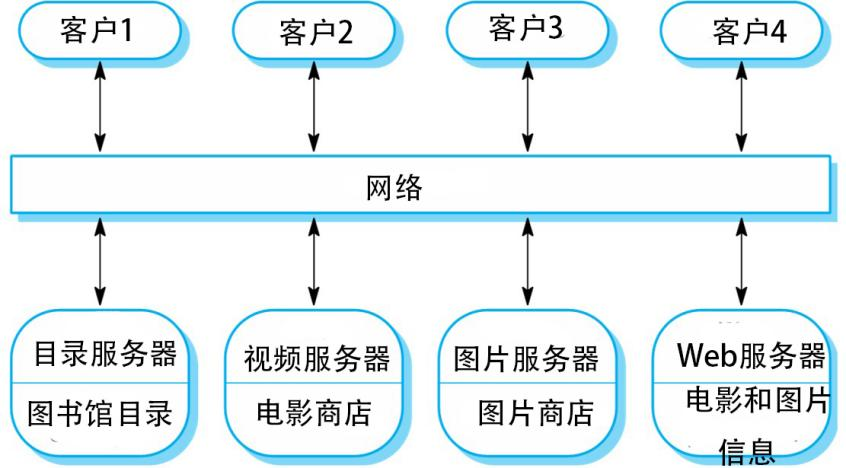 客户1
客户2
客户3
客户4
网络
目录服务器
图书馆目录
视频服务器
电影商店
图片服务器
图片商店
Web服务器
电影和图片
信息